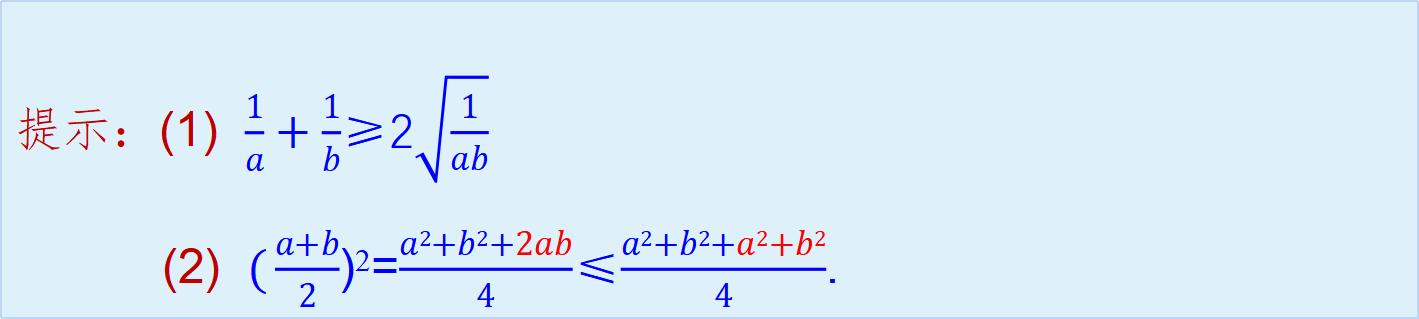 提示：(1) 1/a + 1/b ⩾ 2√(1/ab)
(2) ((a+b)/2)²=(a²+b²+2ab)/4 ⩽ (a²+b²+a²+b²)/4.